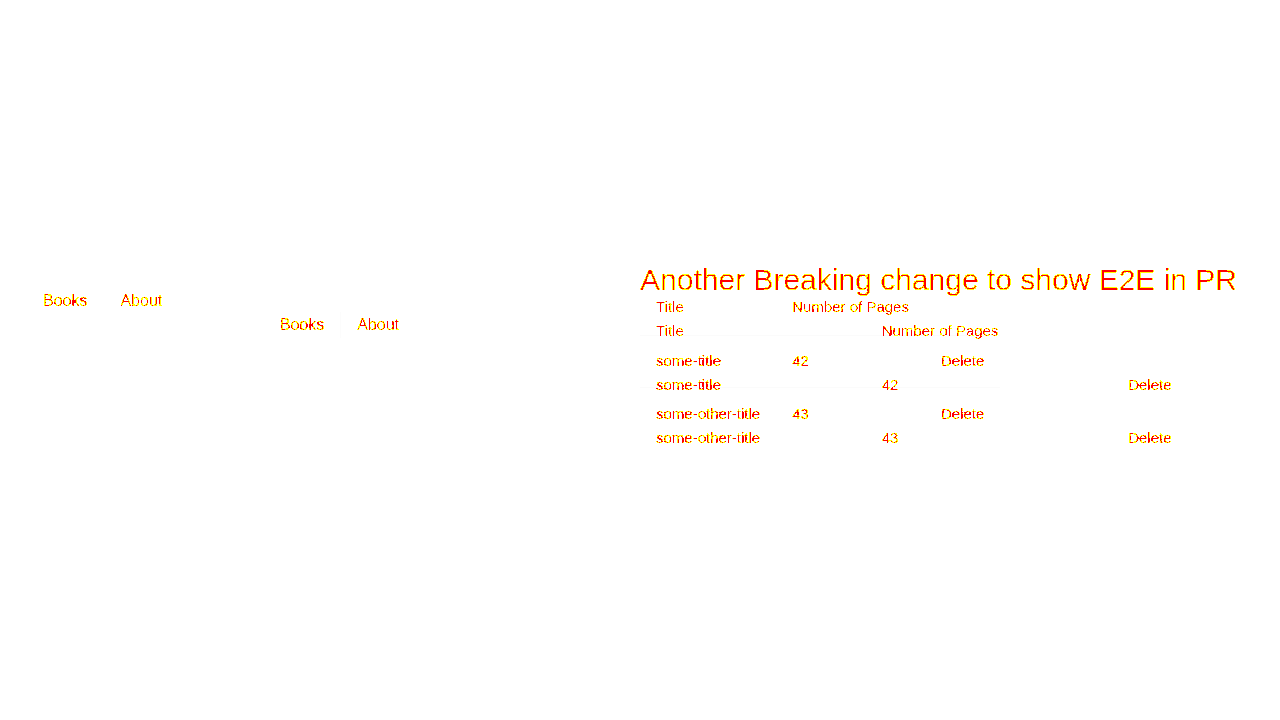 Another Breaking change to show E2E in PR
Books About
Title Number of Pages
Books About
Title Number of Pages
some-title 42 Delete
some-title 42 Delete
some-other-title 43 Delete
some-other-title 43 Delete